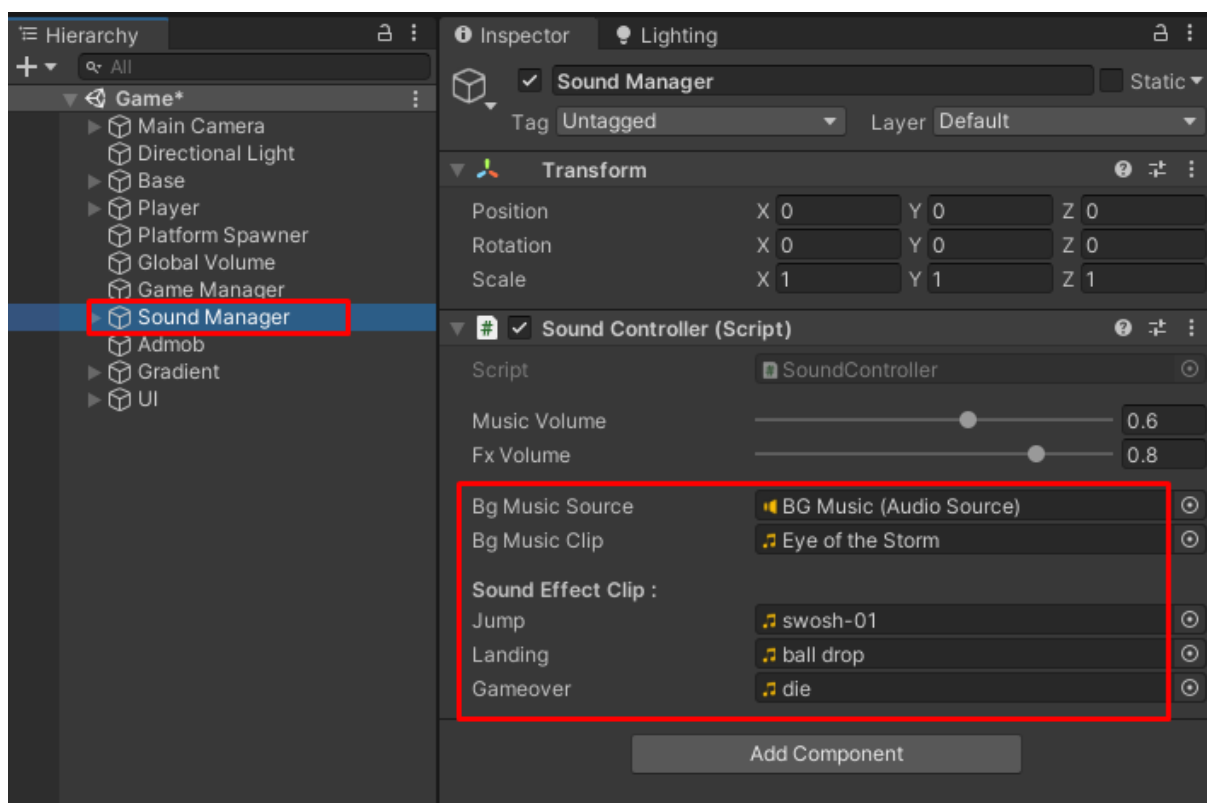 Hierarchy
All
Game*
Main Camera
Directional Light
Base
Player
Platform Spawner
Global Volume
Game Manager
Sound Manager
Admob
Gradient
UI
Inspector Lighting
Sound Manager Static
Tag Untagged Layer Default
Transform
Position X 0 Y 0 Z 0
Rotation X 0 Y 0 Z 0
Scale X 1 Y 1 Z 1
# Sound Controller (Script)
Script # SoundController
Music Volume 0.6
Fx Volume 0.8
Bg Music Source BG Music (Audio Source)
Bg Music Clip Eye of the Storm
Sound Effect Clip :
Jump swosh-01
Landing ball drop
Gameover die
Add Component